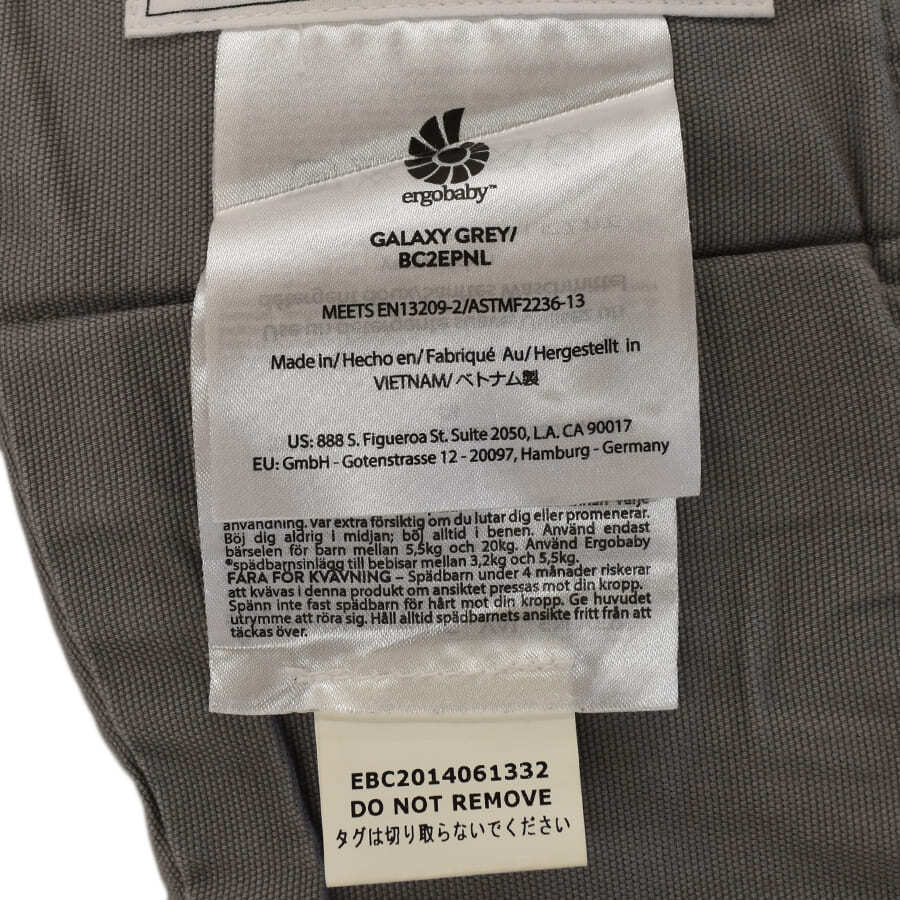 ergobaby™
GALAXY GREY/
BC2EPNL
MEETS EN13209-2/ASTMF2236-13
Made in/Hecho en/Fabriqué Au/Hergestellt in
VIETNAM/ベトナム製
US: 888 S. Figueroa St. Suite 2050, L.A. CA 90017
EU: GmbH - Gotenstrasse 12 - 20097, Hamburg - Germany
välje
användning. Var extra försiktig om du lutar dig eller promenerar.
Böj dig aldrig i midjan; böj alltid i benen. Använd endast
bärselen för barn mellan 5,5kg och 20kg. Använd Ergobaby
®spädbarnsinlägg till bebisar mellan 3,2kg och 5,5kg.
FARA FÖR KVÄVNING – Spädbarn under 4 månader riskerar
att kvävas i denna produkt om ansiktet pressas mot din kropp.
Spänn inte fast spädbarn för hårt mot din kropp. Ge huvudet
utrymme att röra sig. Håll alltid spädbarnets ansikte fritt från att
täckas över.
EBC2014061332
DO NOT REMOVE
タグは切り取らないでください